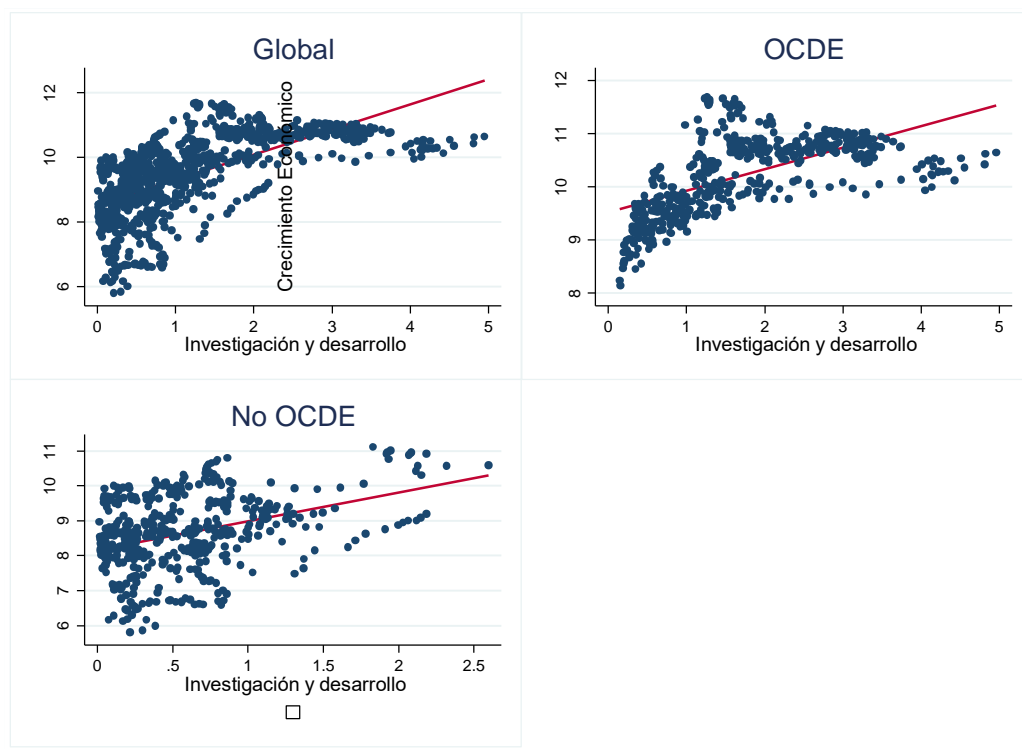 Global
12
10
8
6
Crecimiento Económico
0 1 2 3 4 5
Investigación y desarrollo
OCDE
12
11
10
9
8
0 1 2 3 4 5
Investigación y desarrollo
No OCDE
11
10
9
8
7
6
0 .5 1 1.5 2 2.5
Investigación y desarrollo